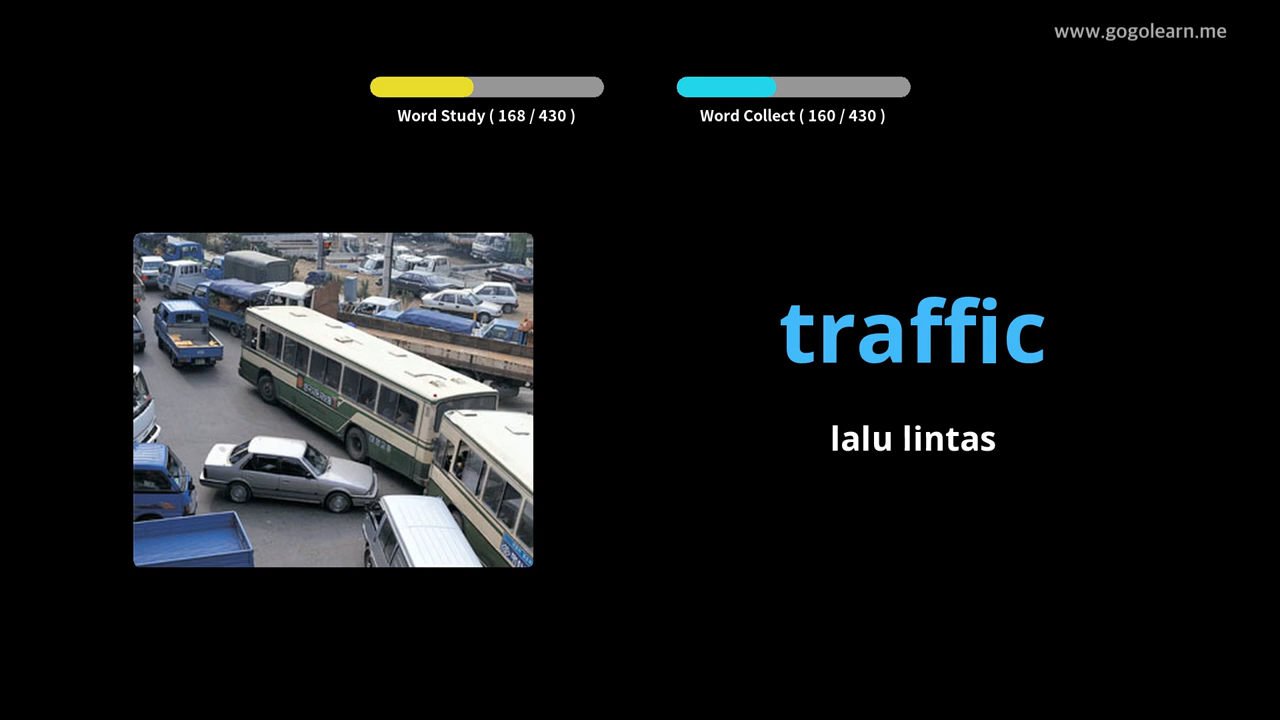 www.gogolearn.me
Word Study ( 168 / 430 )
Word Collect ( 160 / 430 )
traffic
lalu lintas